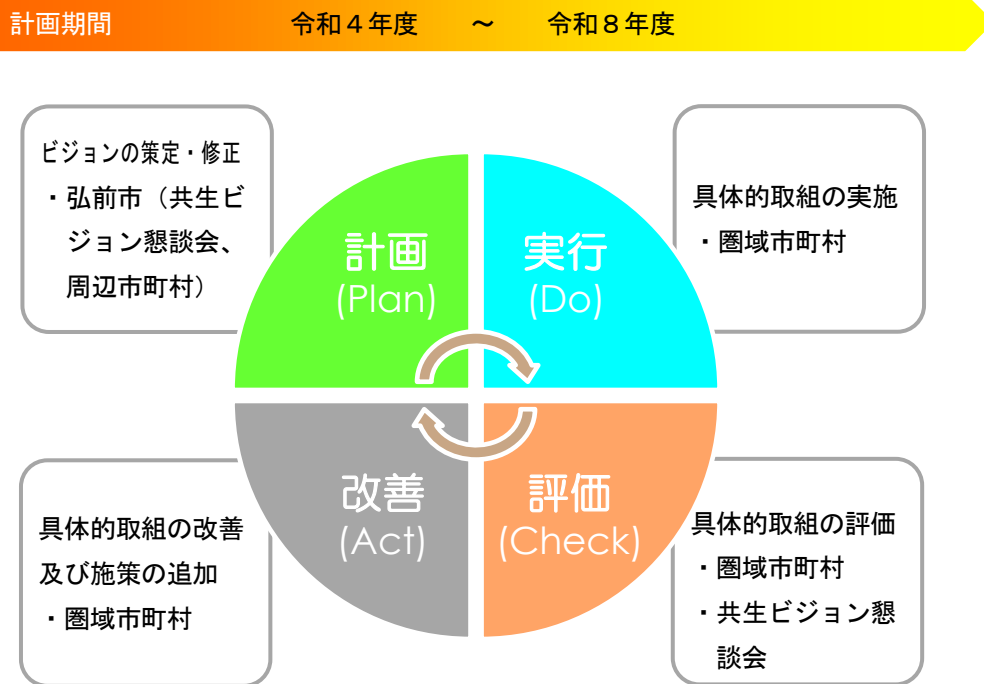 計画期間　令和４年度　～　令和８年度
ビジョンの策定・修正
・弘前市（共生ビ
ジョン懇談会、
周辺市町村）
計画
(Plan)
実行
(Do)
具体的取組の実施
・圏域市町村
具体的取組の改善
及び施策の追加
・圏域市町村
改善
(Act)
評価
(Check)
具体的取組の評価
・圏域市町村
・共生ビジョン懇
談会